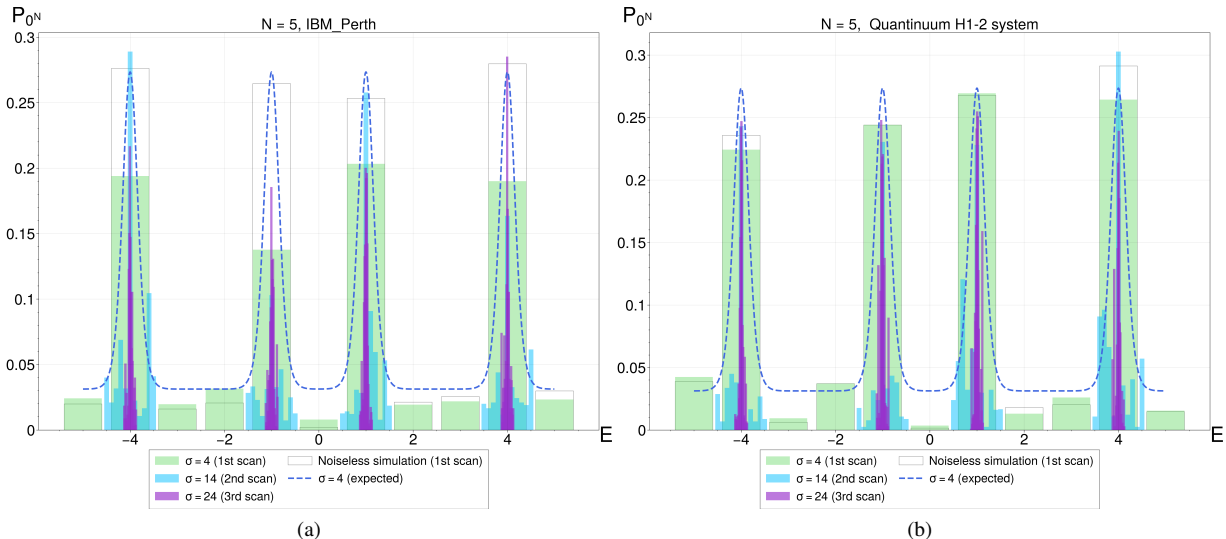 P_0^N
N = 5, IBM_Perth
0.3
0.25
0.2
0.15
0.1
0.05
0
−4
−2
0
2
4
E
σ = 4 (1st scan)
Noiseless simulation (1st scan)
σ = 14 (2nd scan)
σ = 4 (expected)
σ = 24 (3rd scan)
(a)
P_0^N
N = 5, Quantinuum H1-2 system
0.3
0.25
0.2
0.15
0.1
0.05
0
−4
−2
0
2
4
E
σ = 4 (1st scan)
Noiseless simulation (1st scan)
σ = 14 (2nd scan)
σ = 4 (expected)
σ = 24 (3rd scan)
(b)